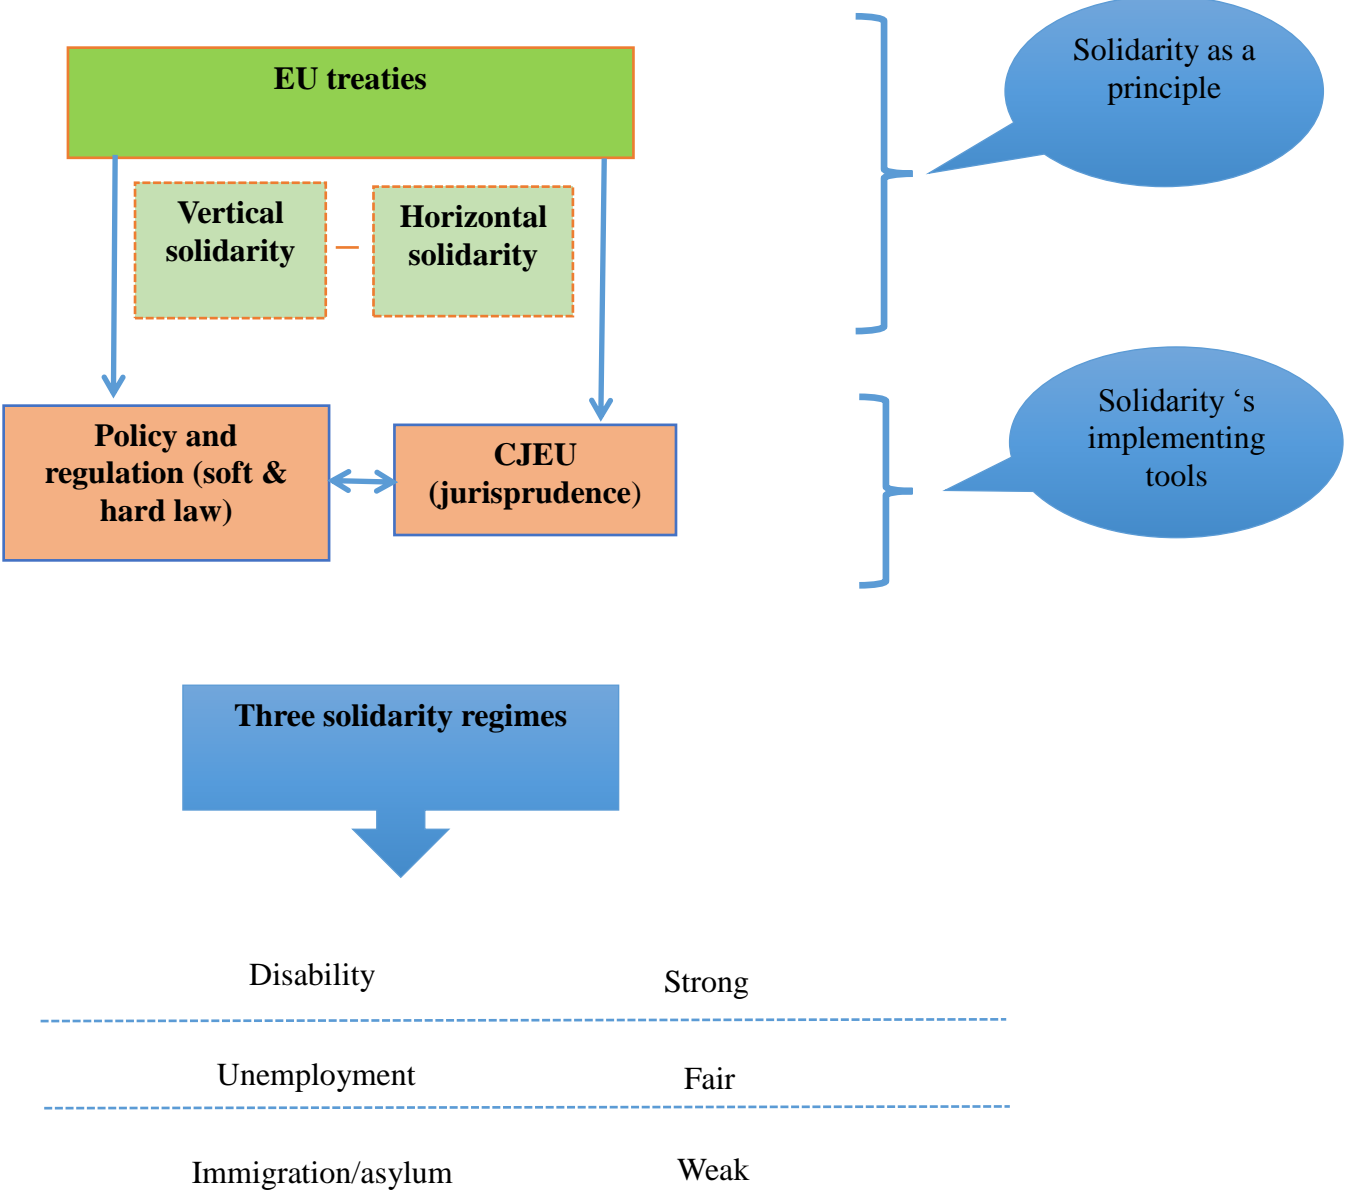 EU treaties
Solidarity as a
principle
Vertical
solidarity
Horizontal
solidarity
Policy and
regulation (soft &
hard law)
CJEU
(jurisprudence)
Solidarity ‘s
implementing
tools
Three solidarity regimes
Disability
Strong
Unemployment
Fair
Immigration/asylum
Weak